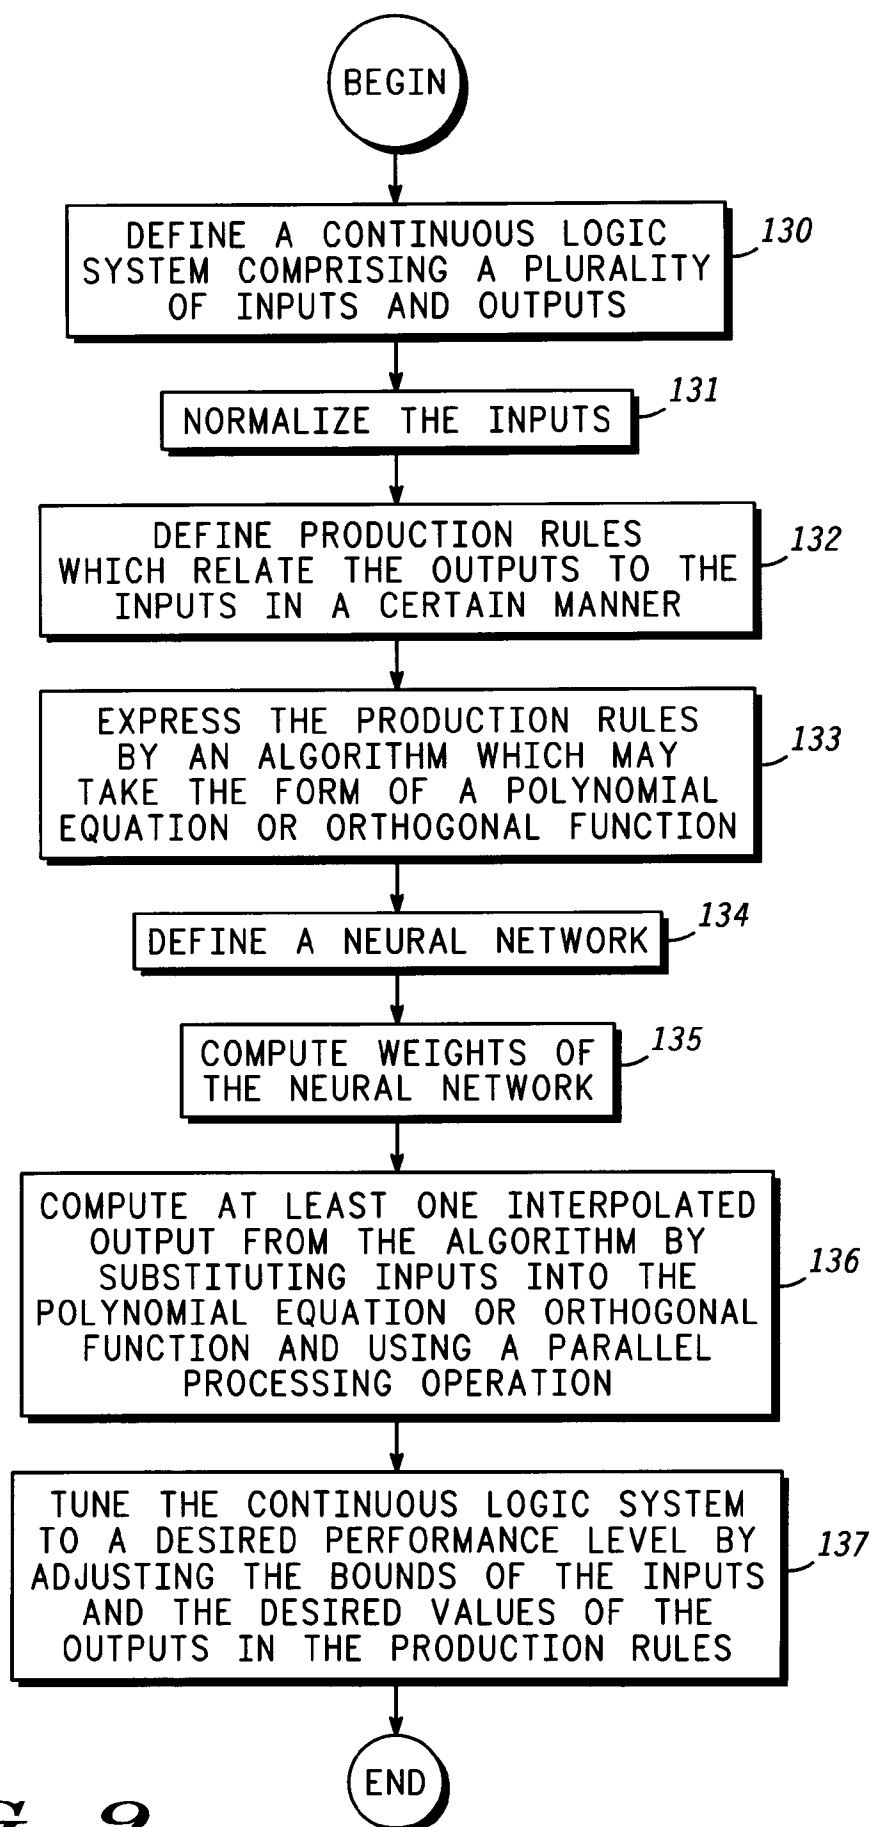 BEGIN
DEFINE A CONTINUOUS LOGIC
SYSTEM COMPRISING A PLURALITY
OF INPUTS AND OUTPUTS
130
NORMALIZE THE INPUTS
131
DEFINE PRODUCTION RULES
WHICH RELATE THE OUTPUTS TO THE
INPUTS IN A CERTAIN MANNER
132
EXPRESS THE PRODUCTION RULES
BY AN ALGORITHM WHICH MAY
TAKE THE FORM OF A POLYNOMIAL
EQUATION OR ORTHOGONAL FUNCTION
133
DEFINE A NEURAL NETWORK
134
COMPUTE WEIGHTS OF
THE NEURAL NETWORK
135
COMPUTE AT LEAST ONE INTERPOLATED
OUTPUT FROM THE ALGORITHM BY
SUBSTITUTING INPUTS INTO THE
POLYNOMIAL EQUATION OR ORTHOGONAL
FUNCTION AND USING A PARALLEL
PROCESSING OPERATION
136
TUNE THE CONTINUOUS LOGIC SYSTEM
TO A DESIRED PERFORMANCE LEVEL BY
ADJUSTING THE BOUNDS OF THE INPUTS
AND THE DESIRED VALUES OF THE
OUTPUTS IN THE PRODUCTION RULES
137
END